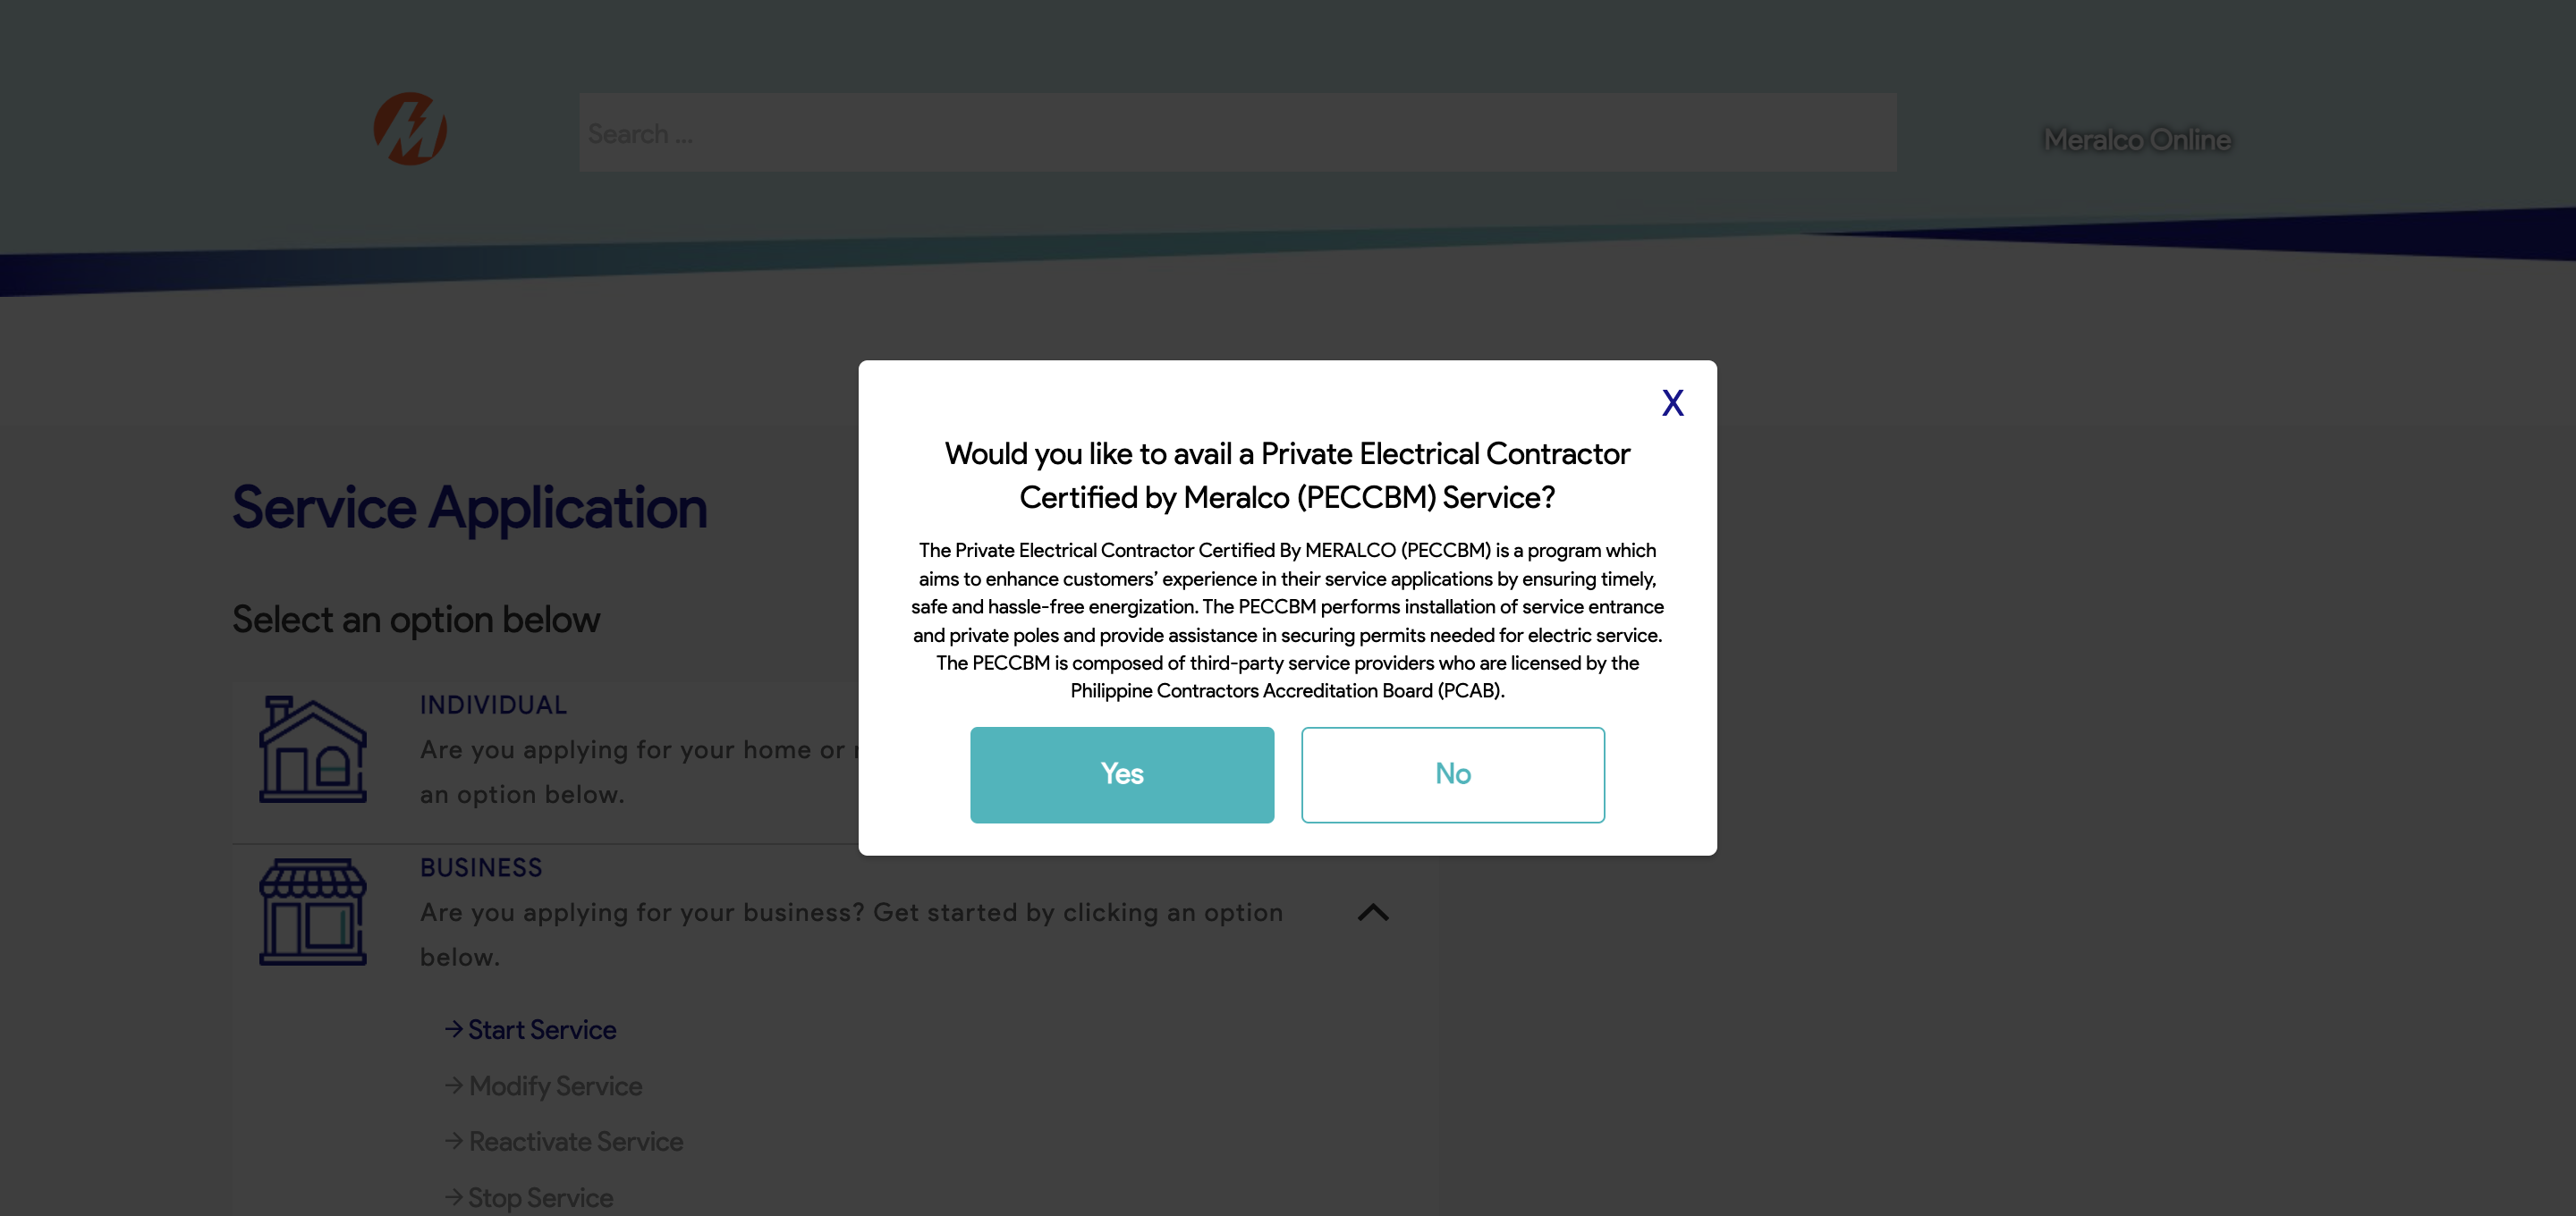 Search ...
Meralco Online
X
Would you like to avail a Private Electrical Contractor
Certified by Meralco (PECCBM) Service?
The Private Electrical Contractor Certified By MERALCO (PECCBM) is a program which
aims to enhance customers’ experience in their service applications by ensuring timely,
safe and hassle-free energization. The PECCBM performs installation of service entrance
and private poles and provide assistance in securing permits needed for electric service.
The PECCBM is composed of third-party service providers who are licensed by the
Philippine Contractors Accreditation Board (PCAB).
Yes
No
Service Application
Select an option below
INDIVIDUAL
Are you applying for your home or
an option below.
BUSINESS
Are you applying for your business? Get started by clicking an option
below.
→ Start Service
→ Modify Service
→ Reactivate Service
→ Stop Service